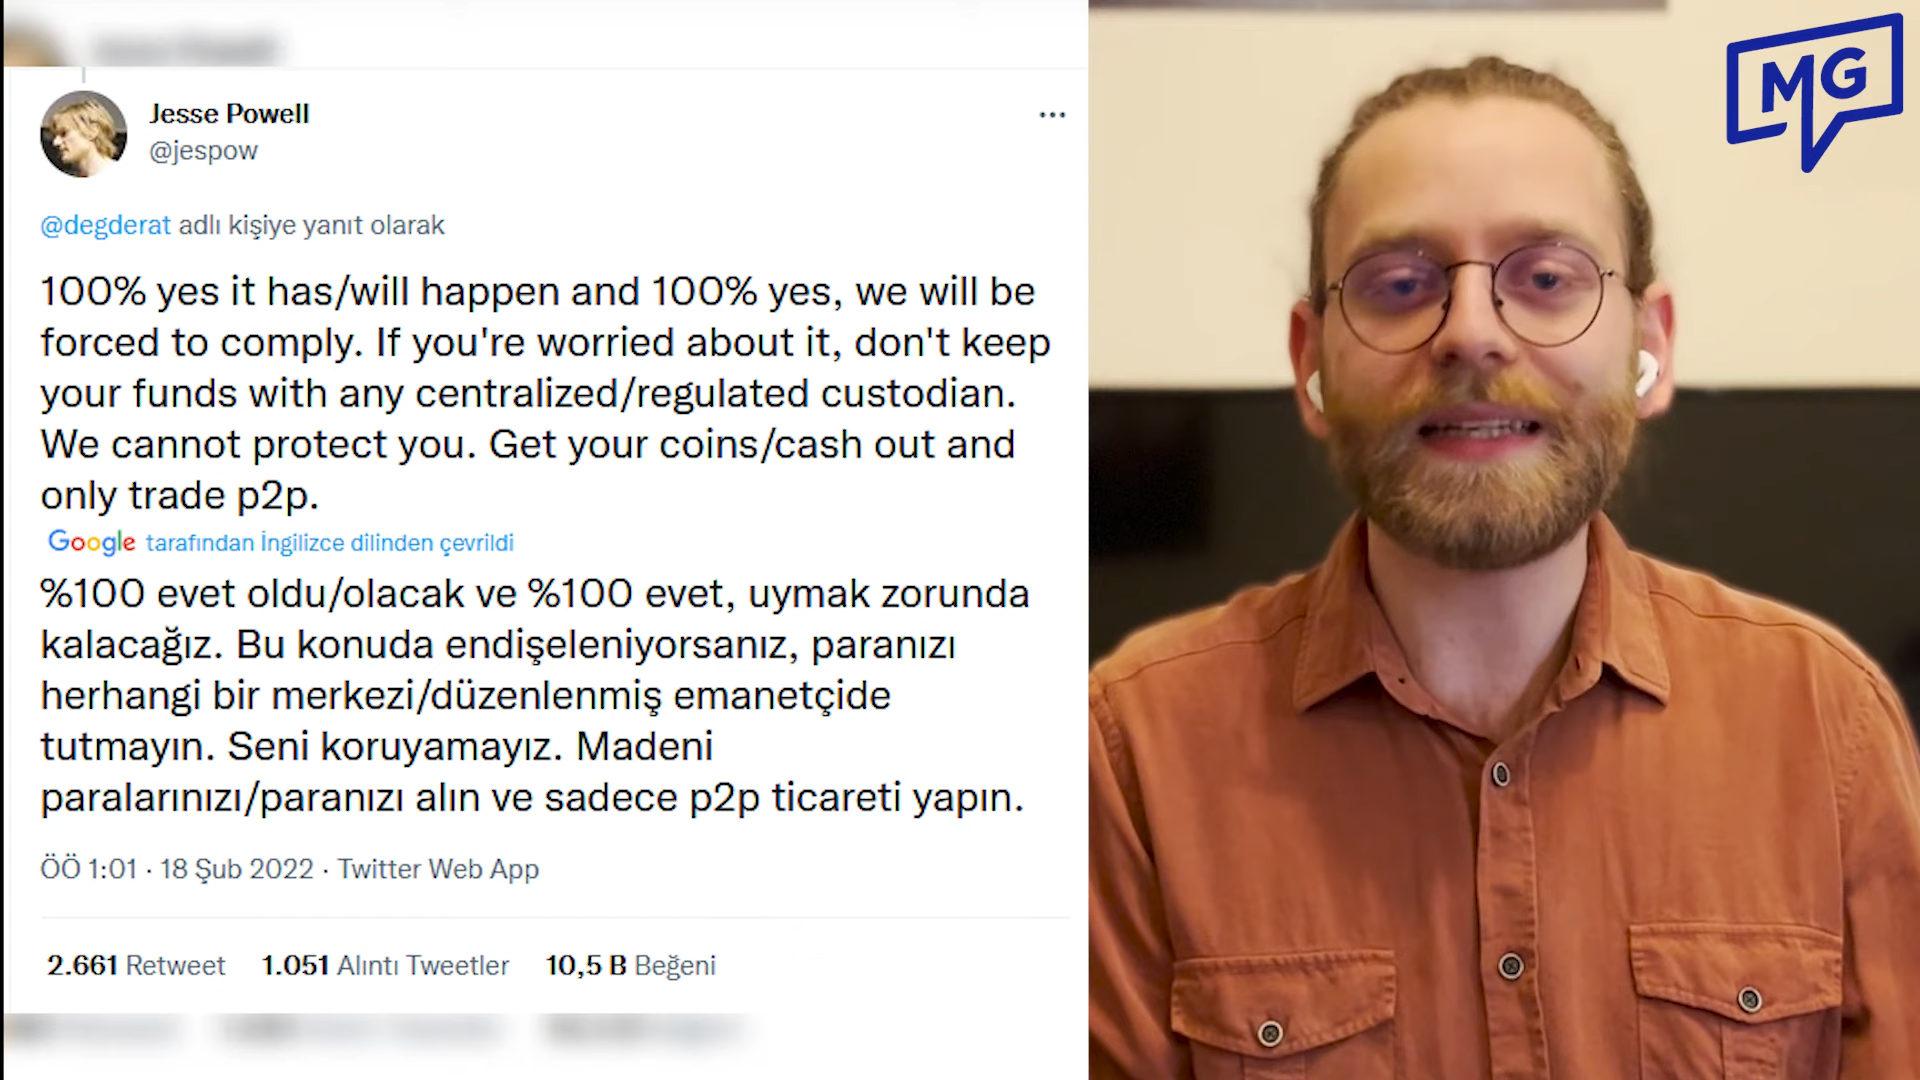 MG
Jesse Powell
@jespow
@degderat adlı kişiye yanıt olarak
100% yes it has/will happen and 100% yes, we will be
forced to comply. If you're worried about it, don't keep
your funds with any centralized/regulated custodian.
We cannot protect you. Get your coins/cash out and
only trade p2p.
Google tarafından İngilizce dilinden çevrildi
%100 evet oldu/olacak ve %100 evet, uymak zorunda
kalacağız. Bu konuda endişeleniyorsanız, paranızı
herhangi bir merkezi/düzenlenmiş emanetçide
tutmayın. Seni koruyamayız. Madeni
paralarınızı/paranızı alın ve sadece p2p ticareti yapın.
ÖÖ 1:01 · 18 Şub 2022 · Twitter Web App
2.661 Retweet 1.051 Alıntı Tweetler 10,5 B Beğeni